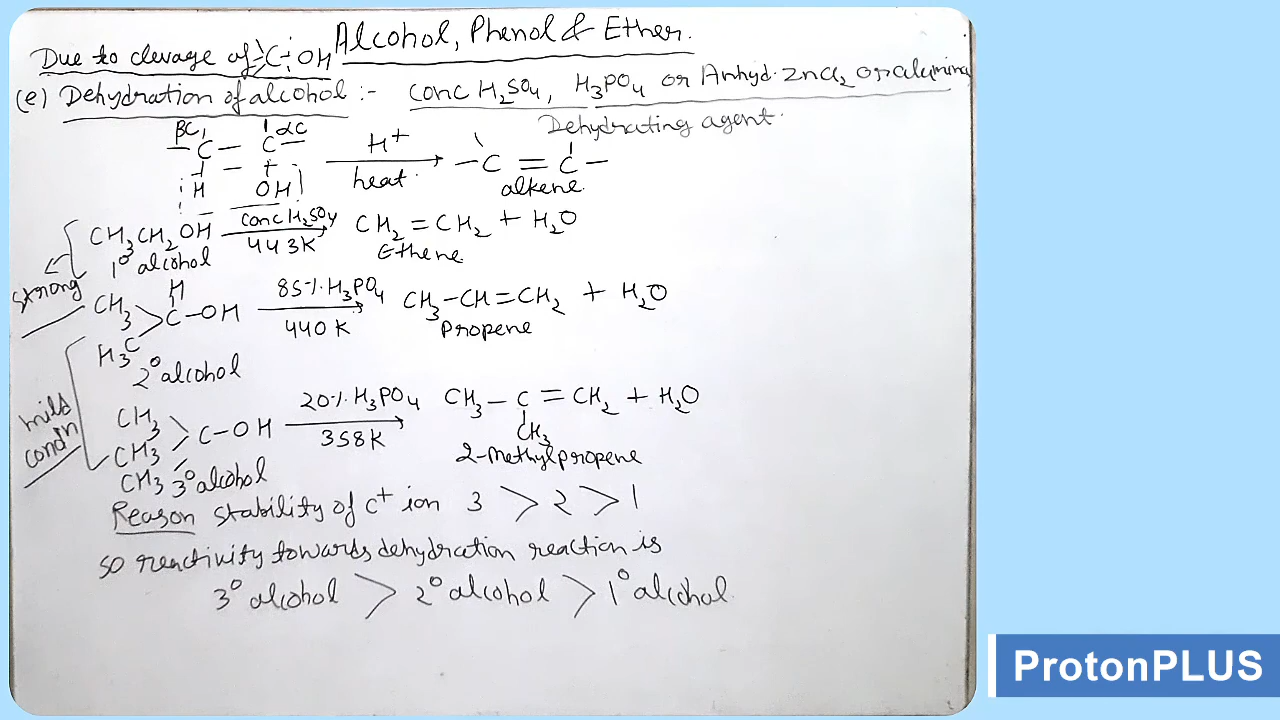 Alcohol, Phenol & Ether.
Due to clevage of -C-OH
(e) Dehydration of alcohol :- conc H2SO4, H3PO4 or Anhyd. ZnCl2 or alumina
Dehydrating agent.
βC αC
— C — C — H+ — C = C —
H OH heat. alkene.
CH3CH2OH conc H2SO4 CH2 = CH2 + H2O
1° alcohol 443K Ethene
strong
CH3 H C-OH 85% H3PO4 CH3-CH=CH2 + H2O
H3C 440 K Propene
2° alcohol
mild condn
CH3 20% H3PO4 CH3 - C = CH2 + H2O
CH3 C-OH 358K CH3
CH3 3° alcohol 2-methylpropene
Reason stability of C+ ion 3 > 2 > 1
so reactivity towards dehydration reaction is
3° alcohol > 2° alcohol > 1° alcohol.
ProtonPLUS